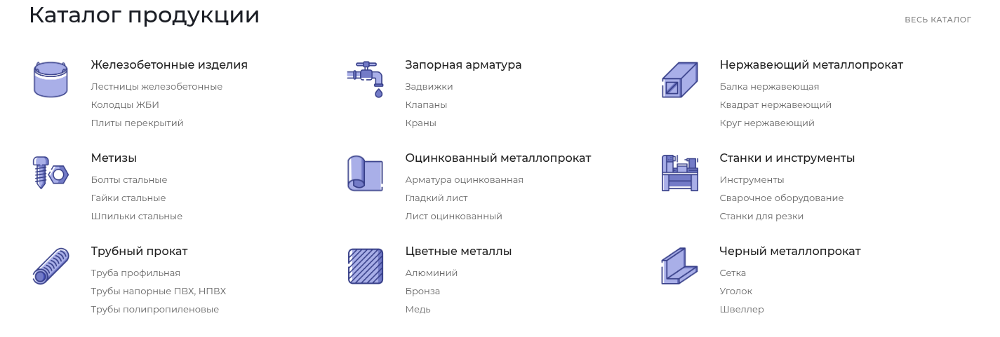 Каталог продукции
ВЕСЬ КАТАЛОГ
Железобетонные изделия
Лестницы железобетонные
Колодцы ЖБИ
Плиты перекрытий
Запорная арматура
Задвижки
Клапаны
Краны
Нержавеющий металлопрокат
Балка нержавеющая
Квадрат нержавеющий
Круг нержавеющий
Метизы
Болты стальные
Гайки стальные
Шпильки стальные
Оцинкованный металлопрокат
Арматура оцинкованная
Гладкий лист
Лист оцинкованный
Станки и инструменты
Инструменты
Сварочное оборудование
Станки для резки
Трубный прокат
Труба профильная
Трубы напорные ПВХ, НПВХ
Трубы полипропиленовые
Цветные металлы
Алюминий
Бронза
Медь
Черный металлопрокат
Сетка
Уголок
Швеллер